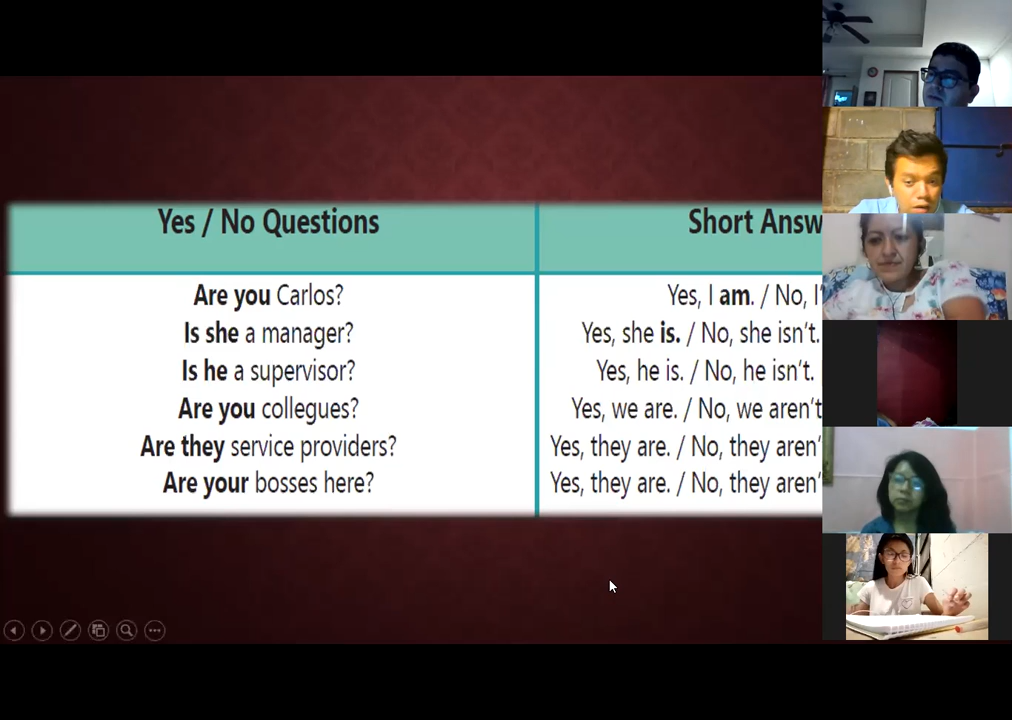 Yes / No Questions
Short Answ
Are you Carlos?
Yes, I am. / No, I'
Is she a manager?
Yes, she is. / No, she isn't.
Is he a supervisor?
Yes, he is. / No, he isn't.
Are you collegues?
Yes, we are. / No, we aren't
Are they service providers?
Yes, they are. / No, they aren'
Are your bosses here?
Yes, they are. / No, they aren'